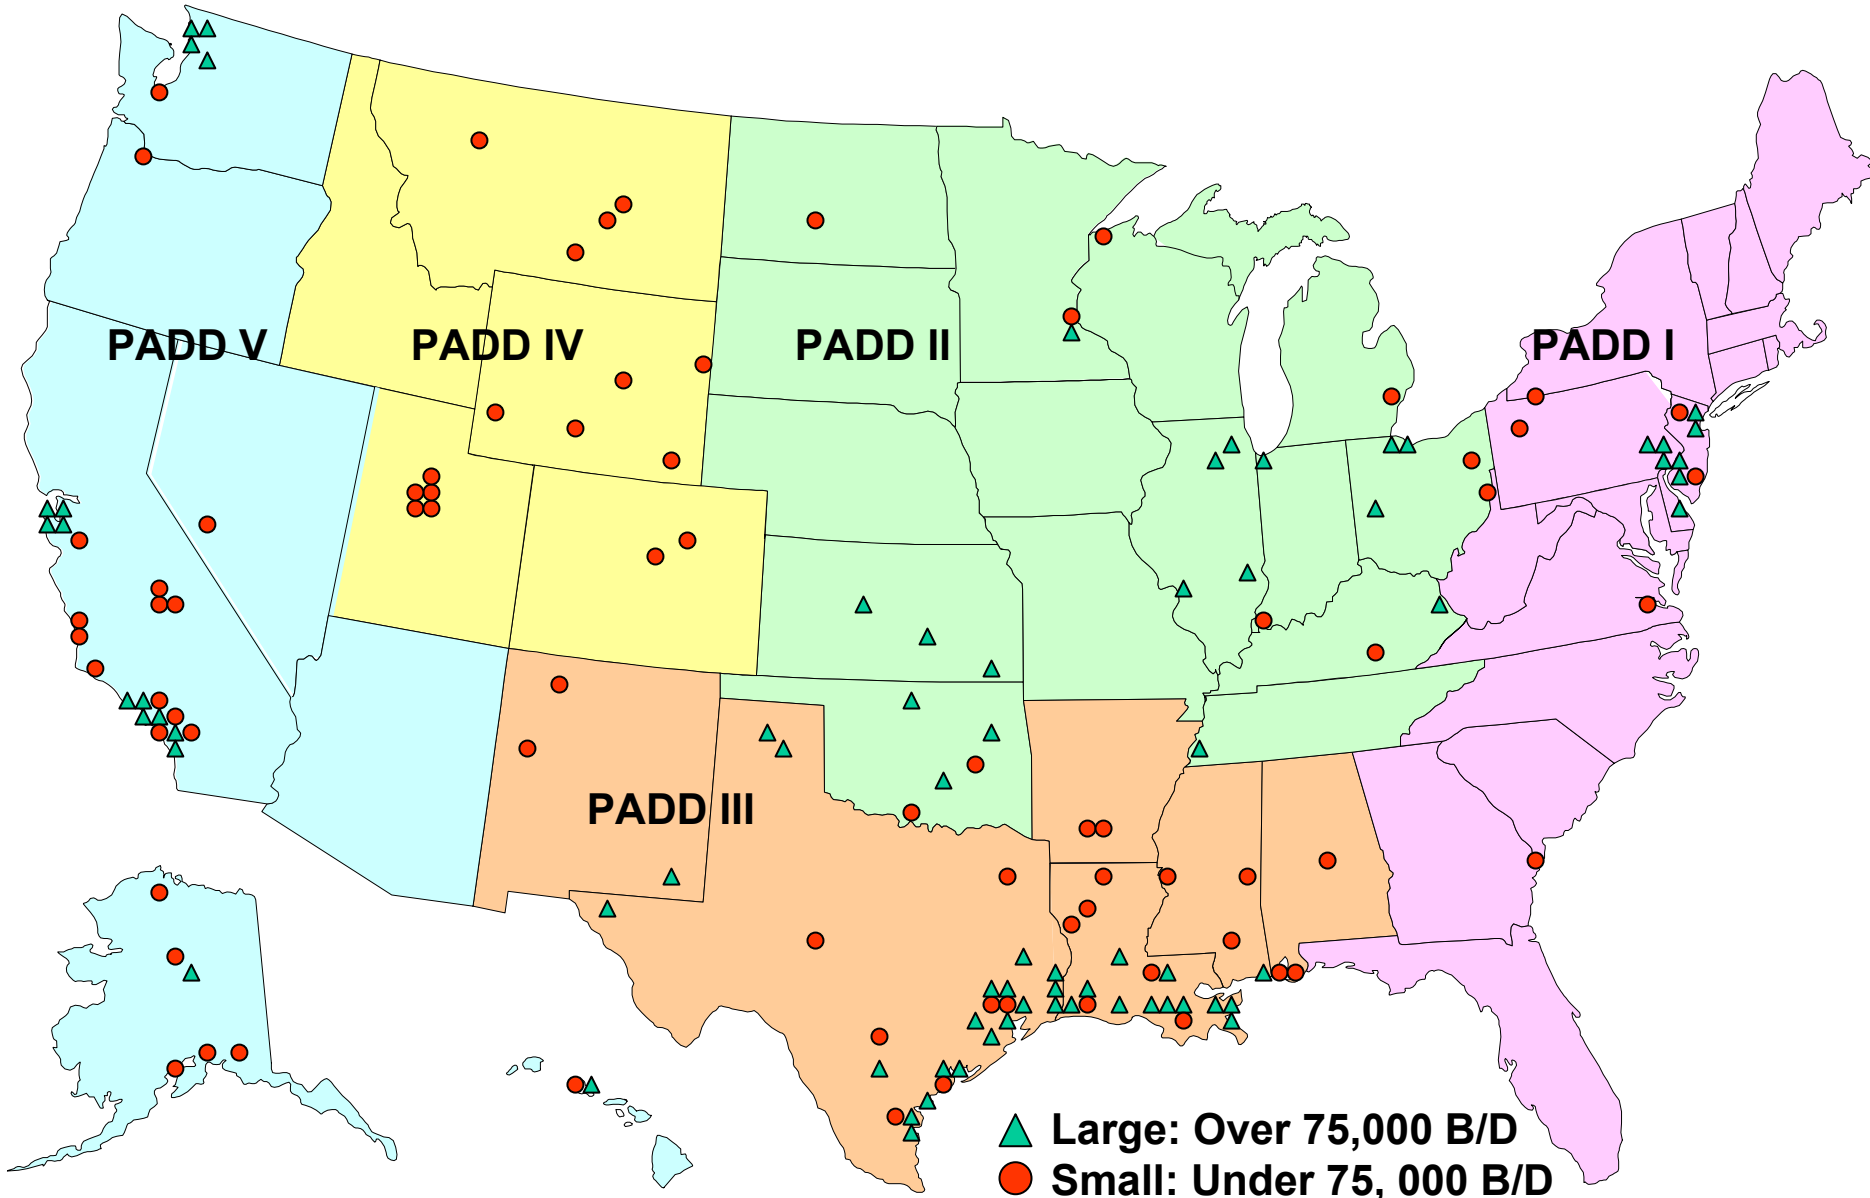 PADD V
PADD IV
PADD II
PADD I
PADD III
Large: Over 75,000 B/D
Small: Under 75, 000 B/D